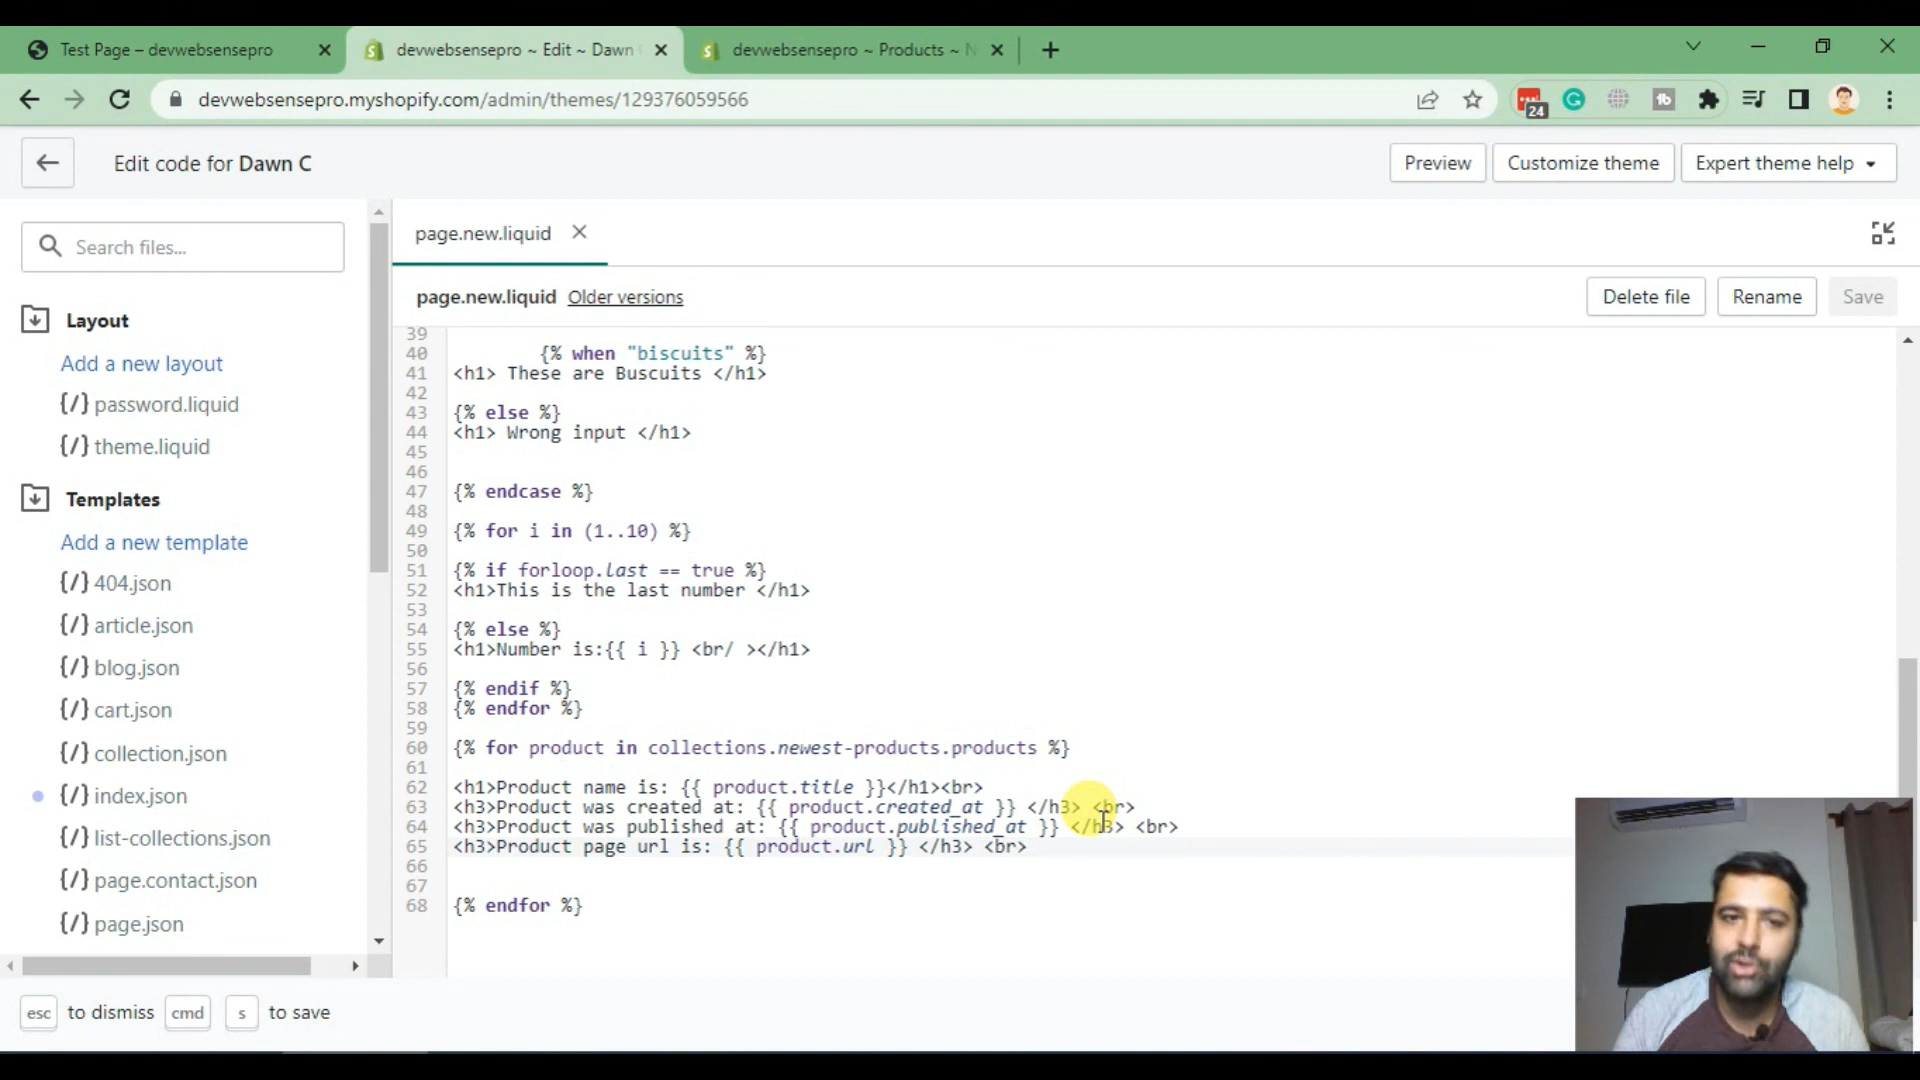 Test Page – devwebsensepro
devwebsensepro ~ Edit ~ Dawn
devwebsensepro ~ Products ~ N
devwebsensepro.myshopify.com/admin/themes/129376059566
24
Edit code for Dawn C
Preview
Customize theme
Expert theme help
Search files...
page.new.liquid
page.new.liquid Older versions
Delete file
Rename
Save
Layout
Add a new layout
{/} password.liquid
{/} theme.liquid
Templates
Add a new template
{/} 404.json
{/} article.json
{/} blog.json
{/} cart.json
{/} collection.json
{/} index.json
{/} list-collections.json
{/} page.contact.json
{/} page.json
39
40 {% when "biscuits" %}
41 <h1> These are Buscuits </h1>
42
43 {% else %}
44 <h1> Wrong input </h1>
45
46
47 {% endcase %}
48
49 {% for i in (1..10) %}
50
51 {% if forloop.last == true %}
52 <h1>This is the last number </h1>
53
54 {% else %}
55 <h1>Number is:{{ i }} <br/ ></h1>
56
57 {% endif %}
58 {% endfor %}
59
60 {% for product in collections.newest-products.products %}
61
62 <h1>Product name is: {{ product.title }}</h1><br>
63 <h3>Product was created at: {{ product.created_at }} </h3> <br>
64 <h3>Product was published at: {{ product.published_at }} </h3> <br>
65 <h3>Product page url is: {{ product.url }} </h3> <br>
66
67
68 {% endfor %}
esc to dismiss cmd s to save